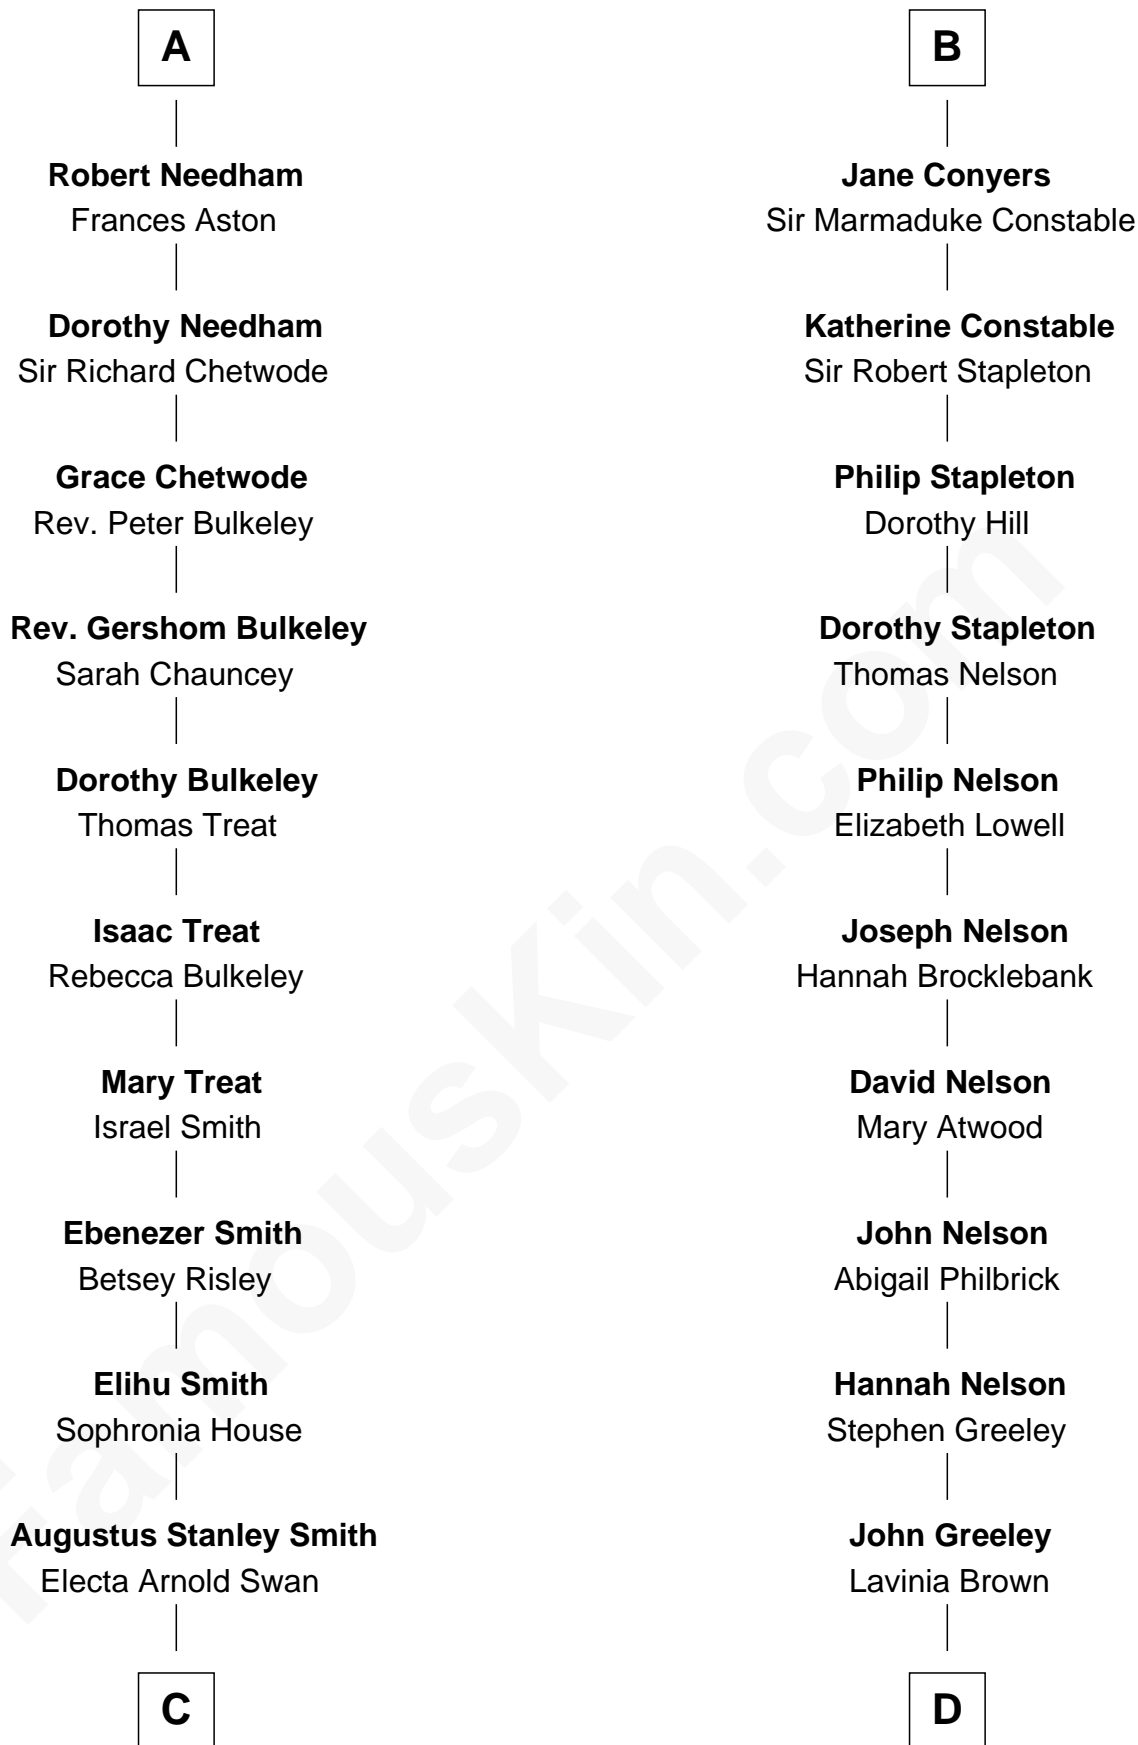 A
Robert Needham
Frances Aston
Dorothy Needham
Sir Richard Chetwode
Grace Chetwode
Rev. Peter Bulkeley
Rev. Gershom Bulkeley
Sarah Chauncey
Dorothy Bulkeley
Thomas Treat
Isaac Treat
Rebecca Bulkeley
Mary Treat
Israel Smith
Ebenezer Smith
Betsey Risley
Elihu Smith
Sophronia House
Augustus Stanley Smith
Electa Arnold Swan
C
B
Jane Conyers
Sir Marmaduke Constable
Katherine Constable
Sir Robert Stapleton
Philip Stapleton
Dorothy Hill
Dorothy Stapleton
Thomas Nelson
Philip Nelson
Elizabeth Lowell
Joseph Nelson
Hannah Brocklebank
David Nelson
Mary Atwood
John Nelson
Abigail Philbrick
Hannah Nelson
Stephen Greeley
John Greeley
Lavinia Brown
D
FamousKin.com